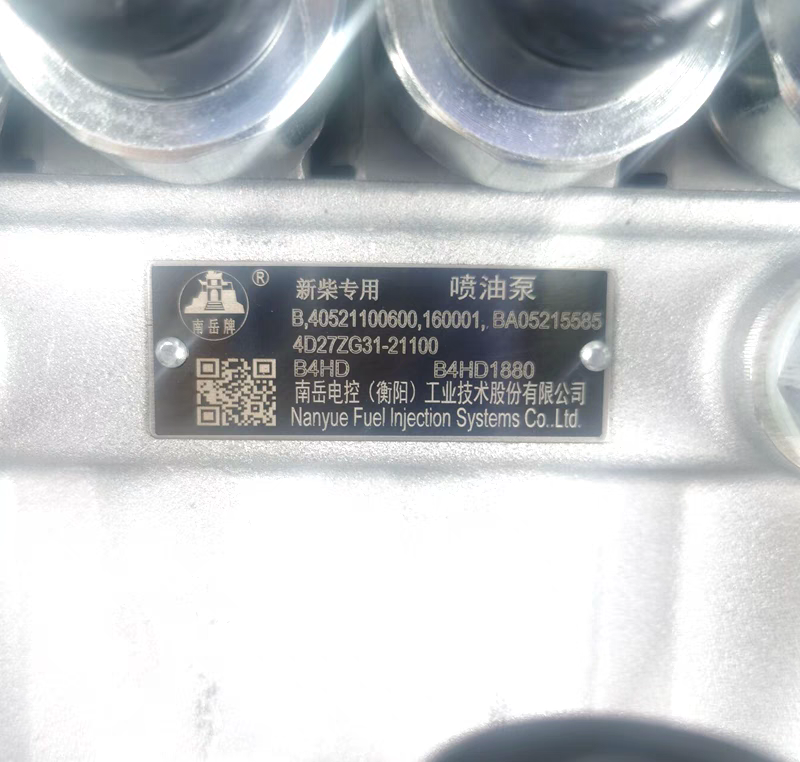 ®
南岳牌
新柴专用 喷油泵
B,40521100600,160001,. BA05215585
4D27ZG31-21100
B4HD B4HD1880
南岳电控（衡阳）工业技术股份有限公司
Nanyue Fuel Injection Systems Co..Ltd.